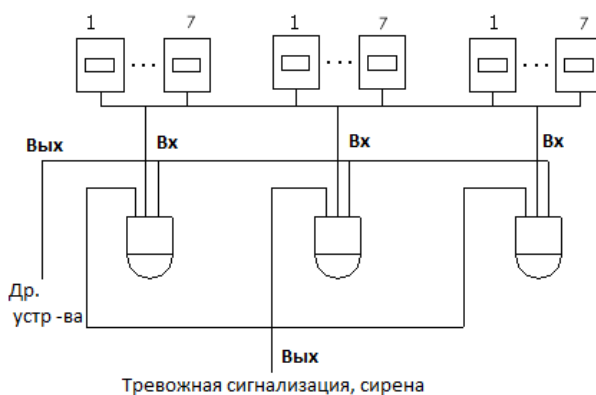 1 7 1 7 1 7
Вых Вх Вх Вх
Др.
устр -ва
Вых
Тревожная сигнализация, сирена